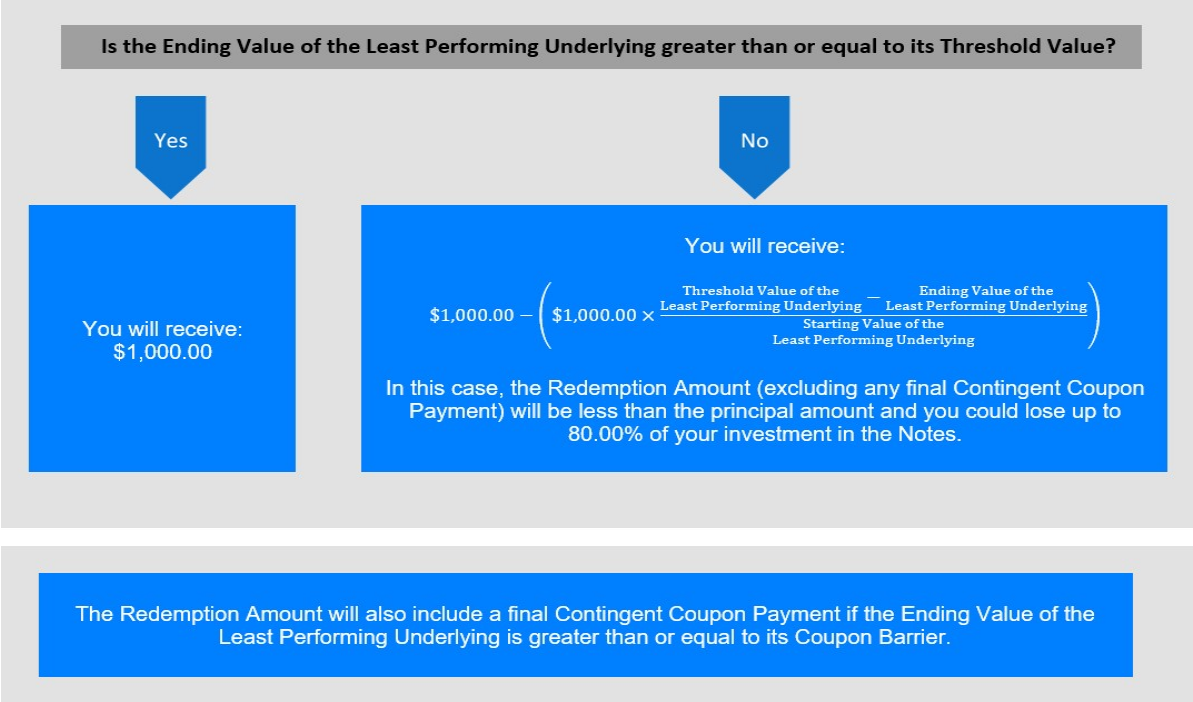 Is the Ending Value of the Least Performing Underlying greater than or equal to its Threshold Value?
Yes
No
You will receive:
$1,000.00
You will receive:
$1,000.00 − ( $1,000.00 × Threshold Value of the Least Performing Underlying − Ending Value of the Least Performing Underlying / Starting Value of the Least Performing Underlying )
In this case, the Redemption Amount (excluding any final Contingent Coupon
Payment) will be less than the principal amount and you could lose up to
80.00% of your investment in the Notes.
The Redemption Amount will also include a final Contingent Coupon Payment if the Ending Value of the
Least Performing Underlying is greater than or equal to its Coupon Barrier.